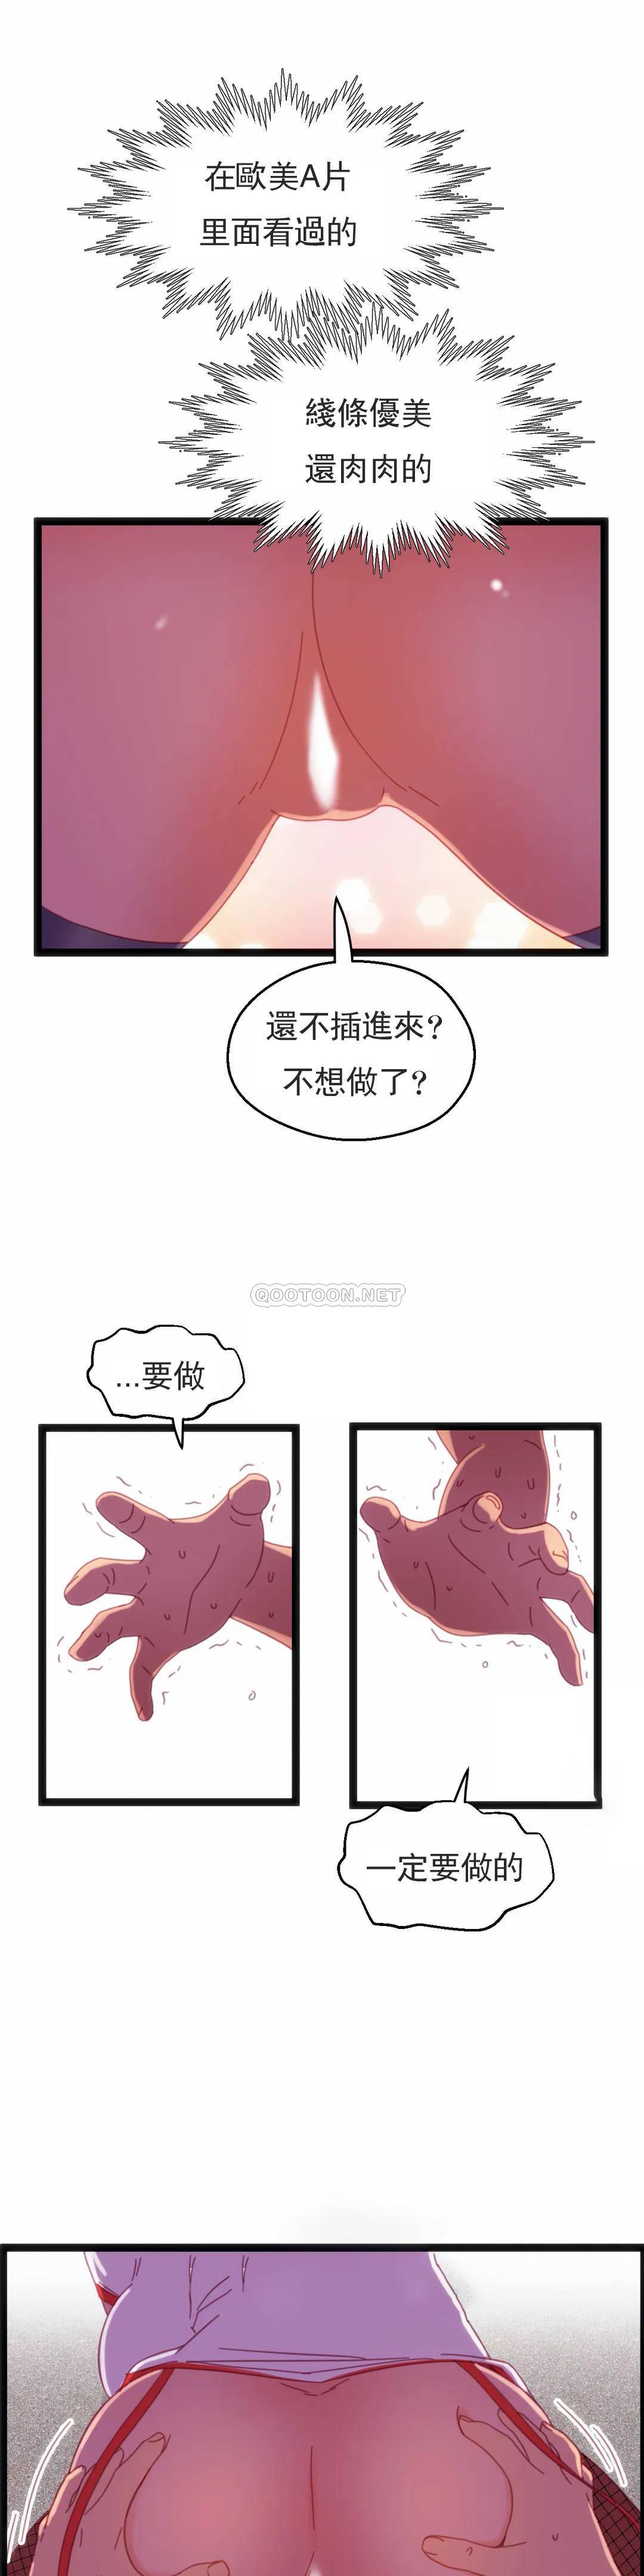 在歐美A片
里面看過的
綫條優美
還肉肉的
還不插進來?
不想做了?
QOOTOON.NET
...要做
一定要做的